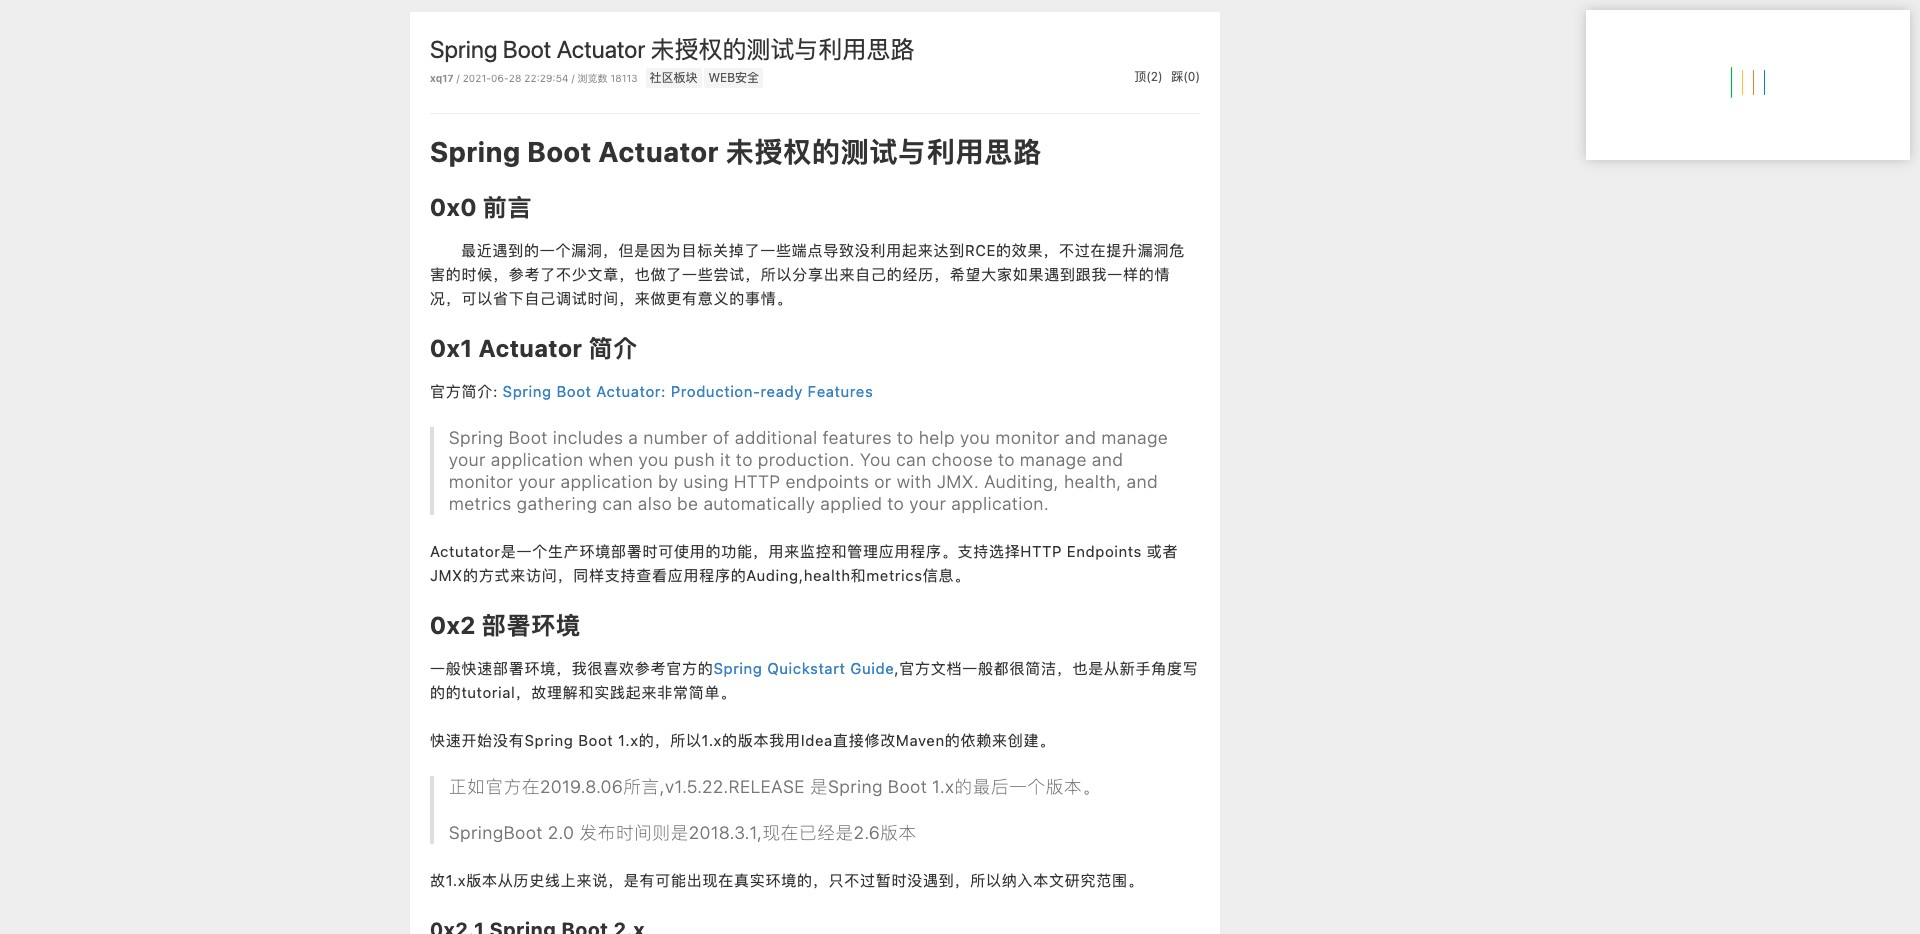 Spring Boot Actuator 未授权的测试与利用思路
xq17 / 2021-06-28 22:29:54 / 浏览数 18113 社区板块 WEB安全 顶(2) 踩(0)
Spring Boot Actuator 未授权的测试与利用思路
0x0 前言
最近遇到的一个漏洞，但是因为目标关掉了一些端点导致没利用起来达到RCE的效果，不过在提升漏洞危
害的时候，参考了不少文章，也做了一些尝试，所以分享出来自己的经历，希望大家如果遇到跟我一样的情
况，可以省下自己调试时间，来做更有意义的事情。
0x1 Actuator 简介
官方简介: Spring Boot Actuator: Production-ready Features
Spring Boot includes a number of additional features to help you monitor and manage
your application when you push it to production. You can choose to manage and
monitor your application by using HTTP endpoints or with JMX. Auditing, health, and
metrics gathering can also be automatically applied to your application.
Actutator是一个生产环境部署时可使用的功能，用来监控和管理应用程序。支持选择HTTP Endpoints 或者
JMX的方式来访问，同样支持查看应用程序的Auding,health和metrics信息。
0x2 部署环境
一般快速部署环境，我很喜欢参考官方的Spring Quickstart Guide,官方文档一般都很简洁，也是从新手角度写
的的tutorial，故理解和实践起来非常简单。
快速开始没有Spring Boot 1.x的，所以1.x的版本我用Idea直接修改Maven的依赖来创建。
正如官方在2019.8.06所言,v1.5.22.RELEASE 是Spring Boot 1.x的最后一个版本。
SpringBoot 2.0 发布时间则是2018.3.1,现在已经是2.6版本
故1.x版本从历史线上来说，是有可能出现在真实环境的，只不过暂时没遇到，所以纳入本文研究范围。
0x2.1 Spring Boot 2.x